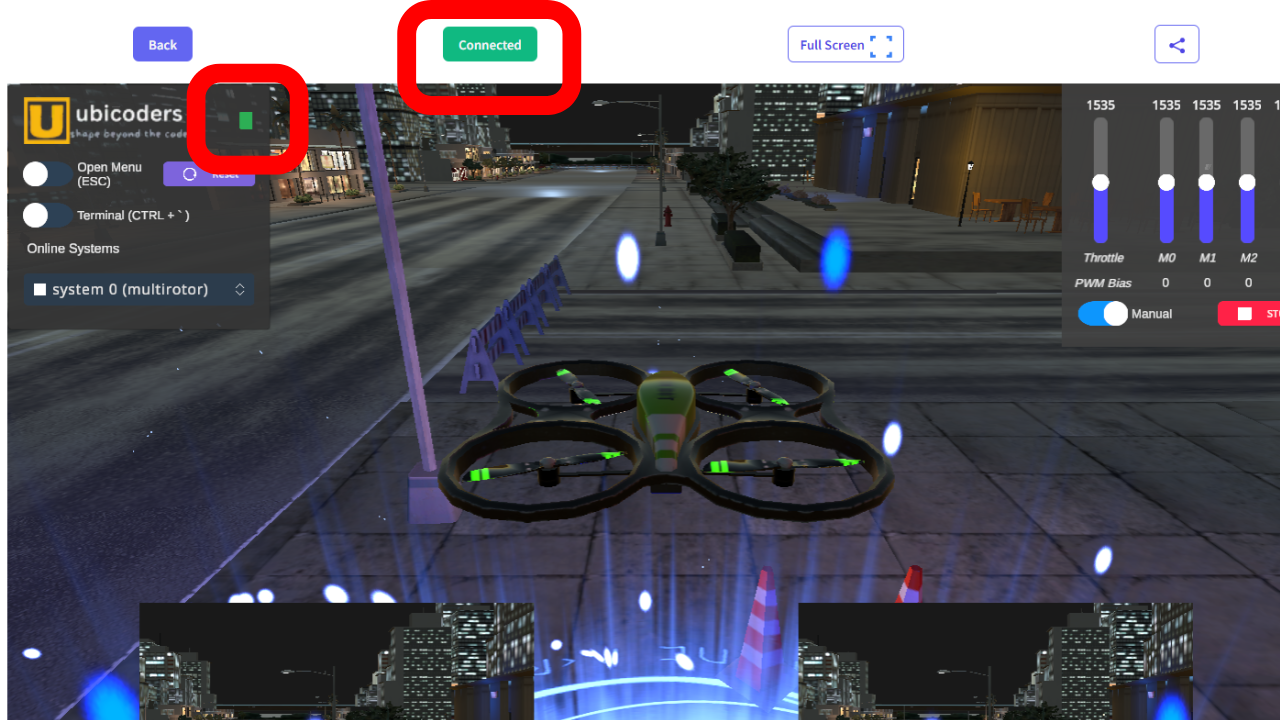 Back
Connected
Full Screen
ubicoders
shape beyond the code
Open Menu
(ESC)
Reset
Terminal (CTRL + ` )
Online Systems
system 0 (multirotor)
1535 1535 1535 1535 1
Throttle M0 M1 M2
PWM Bias 0 0 0
Manual